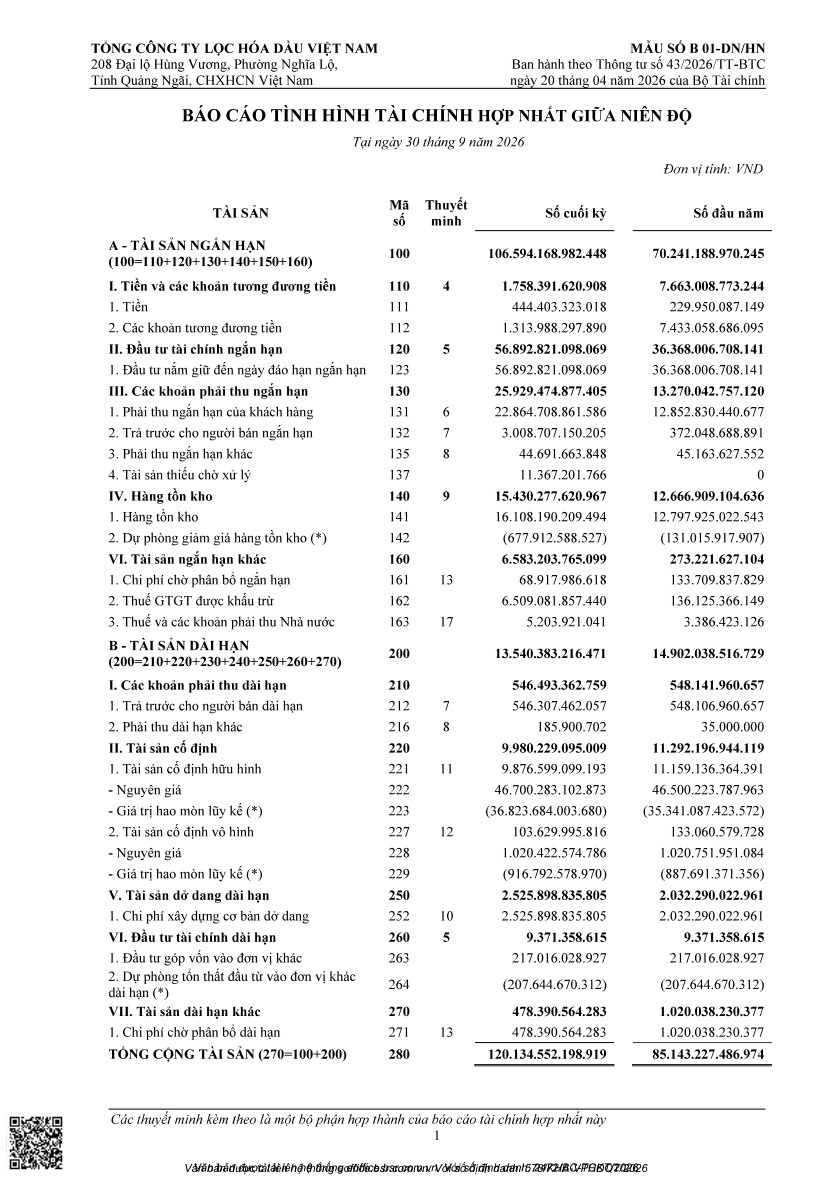 TỔNG CÔNG TY LỌC HÓA DẦU VIỆT NAM
MẪU SỐ B 01-DN/HN
208 Đại lộ Hùng Vương, Phường Nghĩa Lộ,
Ban hành theo Thông tư số 43/2026/TT-BTC
Tỉnh Quảng Ngãi, CHXHCN Việt Nam
ngày 20 tháng 04 năm 2026 của Bộ Tài chính
BÁO CÁO TÌNH HÌNH TÀI CHÍNH HỢP NHẤT GIỮA NIÊN ĐỘ
Tại ngày 30 tháng 9 năm 2026
Đơn vị tính: VND
TÀI SẢN Mã số Thuyết minh Số cuối kỳ Số đầu năm
A - TÀI SẢN NGẮN HẠN
(100=110+120+130+140+150+160) 100 106.594.168.982.448 70.241.188.970.245
I. Tiền và các khoản tương đương tiền 110 4 1.758.391.620.908 7.663.008.773.244
1. Tiền 111 444.403.323.018 229.950.087.149
2. Các khoản tương đương tiền 112 1.313.988.297.890 7.433.058.686.095
II. Đầu tư tài chính ngắn hạn 120 5 56.892.821.098.069 36.368.006.708.141
1. Đầu tư nắm giữ đến ngày đáo hạn ngắn hạn 123 56.892.821.098.069 36.368.006.708.141
III. Các khoản phải thu ngắn hạn 130 25.929.474.877.405 13.270.042.757.120
1. Phải thu ngắn hạn của khách hàng 131 6 22.864.708.861.586 12.852.830.440.677
2. Trả trước cho người bán ngắn hạn 132 7 3.008.707.150.205 372.048.688.891
3. Phải thu ngắn hạn khác 135 8 44.691.663.848 45.163.627.552
4. Tài sản thiếu chờ xử lý 137 11.367.201.766 0
IV. Hàng tồn kho 140 9 15.430.277.620.967 12.666.909.104.636
1. Hàng tồn kho 141 16.108.190.209.494 12.797.925.022.543
2. Dự phòng giảm giá hàng tồn kho (*) 142 (677.912.588.527) (131.015.917.907)
VI. Tài sản ngắn hạn khác 160 6.583.203.765.099 273.221.627.104
1. Chi phí chờ phân bổ ngắn hạn 161 13 68.917.986.618 133.709.837.829
2. Thuế GTGT được khấu trừ 162 6.509.081.857.440 136.125.366.149
3. Thuế và các khoản phải thu Nhà nước 163 17 5.203.921.041 3.386.423.126
B - TÀI SẢN DÀI HẠN
(200=210+220+230+240+250+260+270) 200 13.540.383.216.471 14.902.038.516.729
I. Các khoản phải thu dài hạn 210 546.493.362.759 548.141.960.657
1. Trả trước cho người bán dài hạn 212 7 546.307.462.057 548.106.960.657
2. Phải thu dài hạn khác 216 8 185.900.702 35.000.000
II. Tài sản cố định 220 9.980.229.095.009 11.292.196.944.119
1. Tài sản cố định hữu hình 221 11 9.876.599.099.193 11.159.136.364.391
- Nguyên giá 222 46.700.283.102.873 46.500.223.787.963
- Giá trị hao mòn lũy kế (*) 223 (36.823.684.003.680) (35.341.087.423.572)
2. Tài sản cố định vô hình 227 12 103.629.995.816 133.060.579.728
- Nguyên giá 228 1.020.422.574.786 1.020.751.951.084
- Giá trị hao mòn lũy kế (*) 229 (916.792.578.970) (887.691.371.356)
V. Tài sản dở dang dài hạn 250 2.525.898.835.805 2.032.290.022.961
1. Chi phí xây dựng cơ bản dở dang 252 10 2.525.898.835.805 2.032.290.022.961
VI. Đầu tư tài chính dài hạn 260 5 9.371.358.615 9.371.358.615
1. Đầu tư góp vốn vào đơn vị khác 263 217.016.028.927 217.016.028.927
2. Dự phòng tổn thất đầu tư vào đơn vị khác
dài hạn (*) 264 (207.644.670.312) (207.644.670.312)
VII. Tài sản dài hạn khác 270 478.390.564.283 1.020.038.230.377
1. Chi phí chờ phân bổ dài hạn 271 13 478.390.564.283 1.020.038.230.377
TỔNG CỘNG TÀI SẢN (270=100+200) 280 120.134.552.198.919 85.143.227.486.974
Các thuyết minh kèm theo là một bộ phận hợp thành của báo cáo tài chính hợp nhất này
1